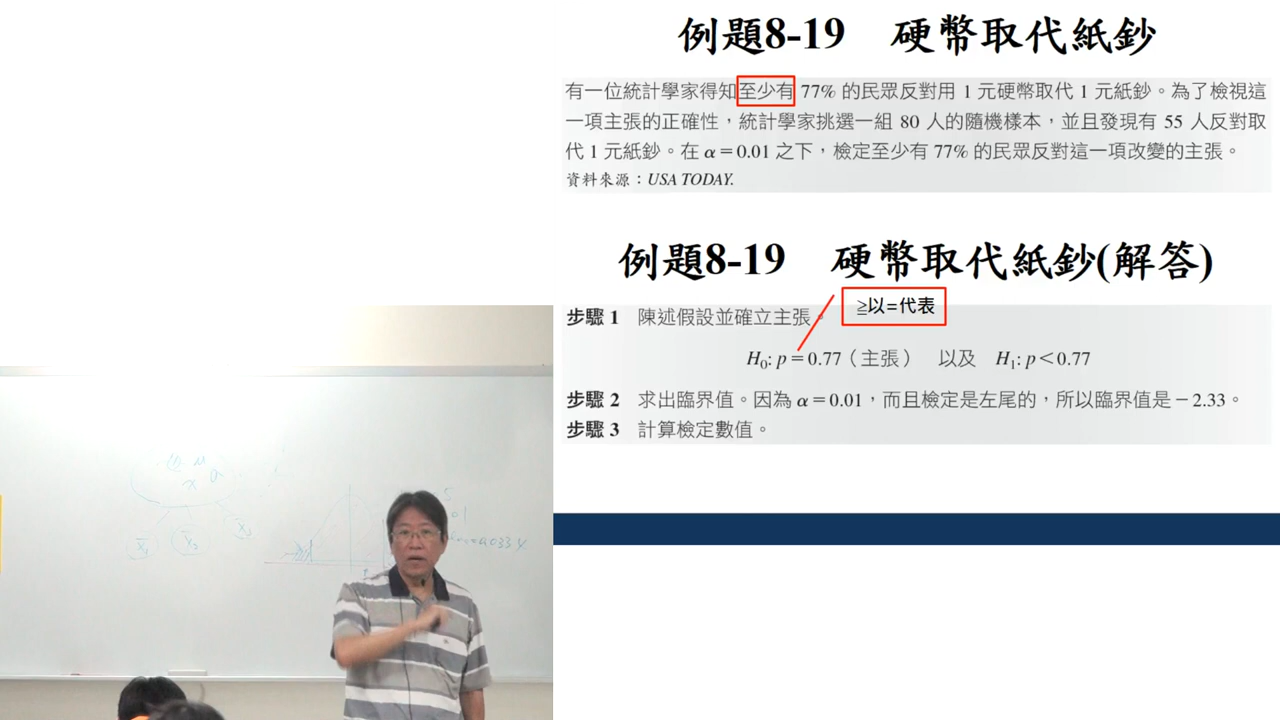 例題8-19 硬幣取代紙鈔
有一位統計學家得知至少有 77% 的民眾反對用 1 元硬幣取代 1 元紙鈔。為了檢視這
一項主張的正確性，統計學家挑選一組 80 人的隨機樣本，並且發現有 55 人反對取
代 1 元紙鈔。在 α＝0.01 之下，檢定至少有 77% 的民眾反對這一項改變的主張。
資料來源：USA TODAY.
例題8-19 硬幣取代紙鈔(解答)
≧以=代表
步驟 1 陳述假設並確立主張。
H₀: p＝0.77（主張） 以及 H₁: p＜0.77
步驟 2 求出臨界值。因為 α＝0.01，而且檢定是左尾的，所以臨界值是－2.33。
步驟 3 計算檢定數值。